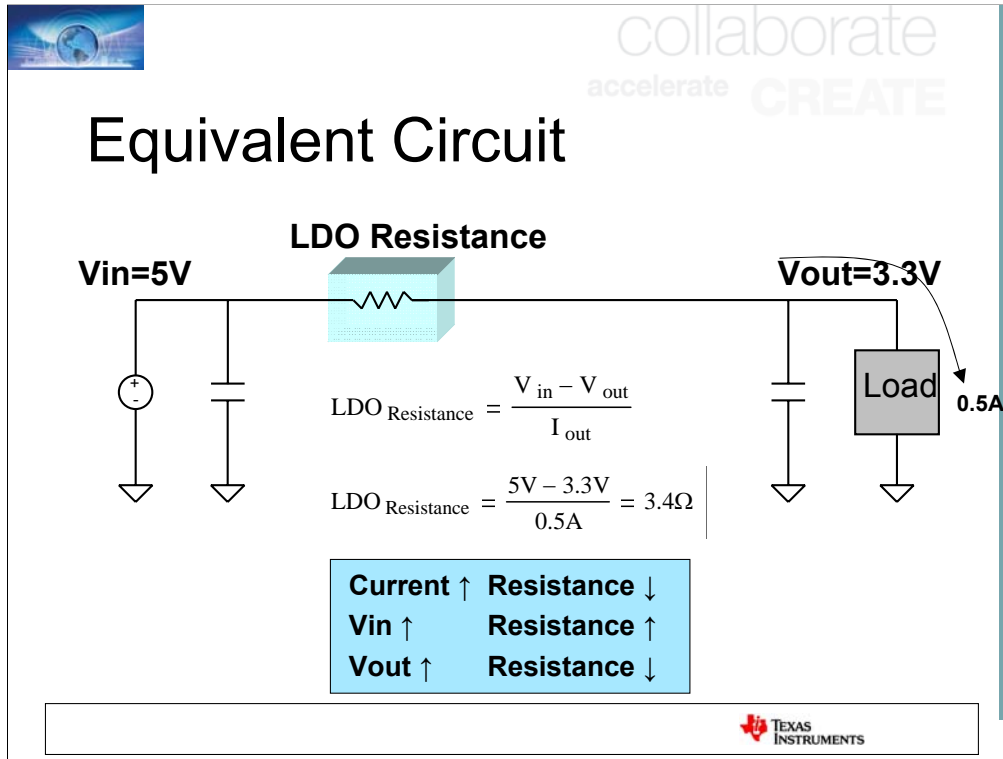 collaborate
accelerate CREATE
Equivalent Circuit
LDO Resistance
Vin=5V
Vout=3.3V
+
-
Load
0.5A
LDO Resistance = V in – V out / I out
LDO Resistance = 5V – 3.3V / 0.5A = 3.4Ω
Current ↑ Resistance ↓
Vin ↑ Resistance ↑
Vout ↑ Resistance ↓
TEXAS
INSTRUMENTS